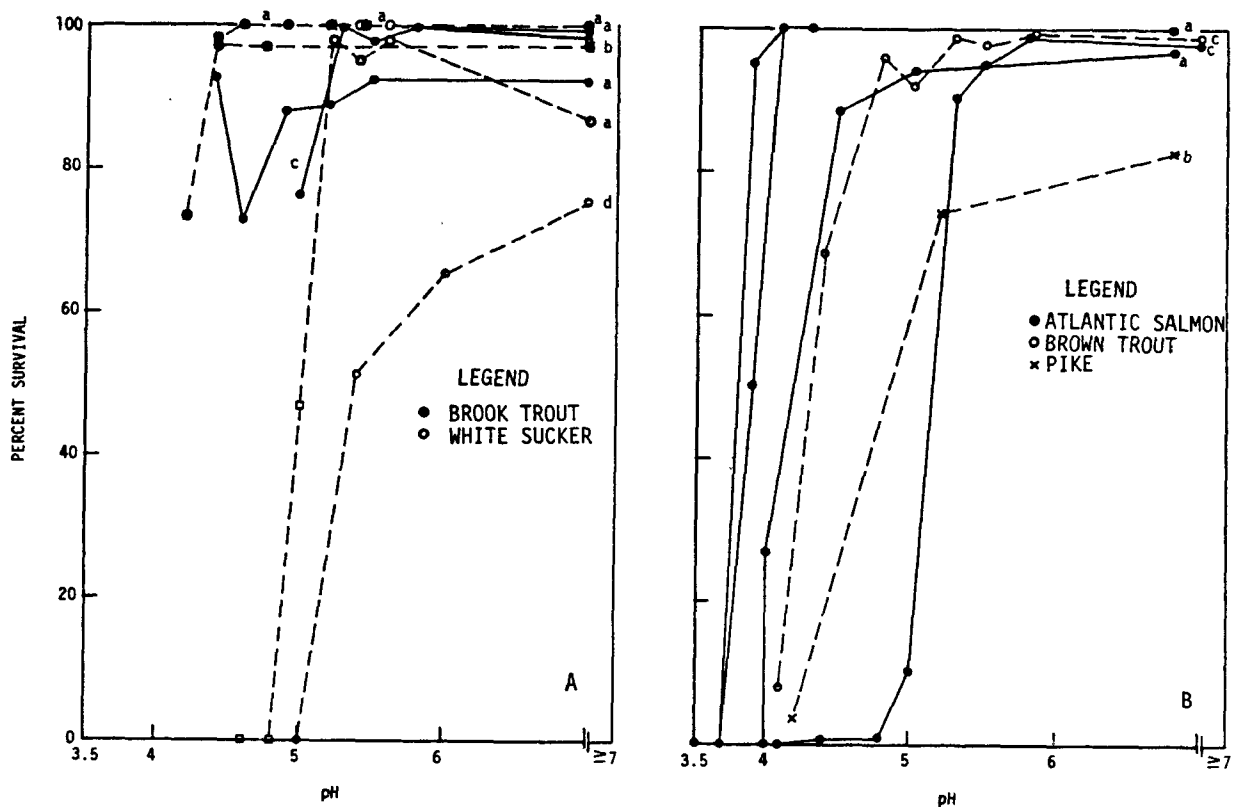 100
80
60
40
20
0
PERCENT SURVIVAL
a
a
a
a
b
a
a
c
d
LEGEND
BROOK TROUT
WHITE SUCKER
A
3.5
4
5
6
≥7
pH
a
c
c
a
b
LEGEND
ATLANTIC SALMON
BROWN TROUT
PIKE
B
3.5
4
5
6
≥7
pH